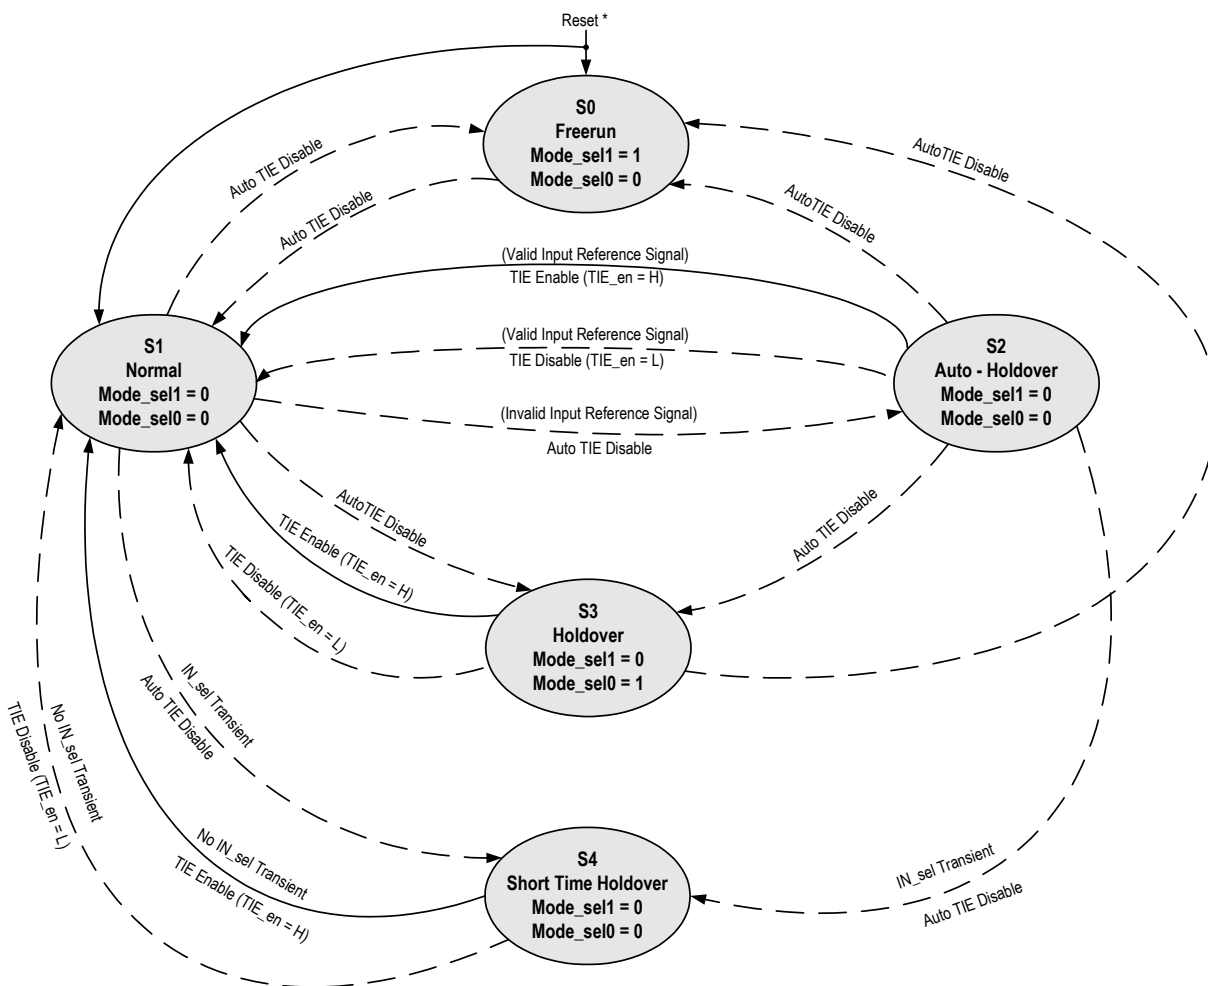 Reset *
S0
Freerun
Mode_sel1 = 1
Mode_sel0 = 0
Auto TIE Disable
Auto TIE Disable
AutoTIE Disable
AutoTIE Disable
(Valid Input Reference Signal)
TIE Enable (TIE_en = H)
S1
Normal
Mode_sel1 = 0
Mode_sel0 = 0
(Valid Input Reference Signal)
TIE Disable (TIE_en = L)
S2
Auto - Holdover
Mode_sel1 = 0
Mode_sel0 = 0
(Invalid Input Reference Signal)
Auto TIE Disable
AutoTIE Disable
TIE Enable (TIE_en = H)
TIE Disable (TIE_en = L)
Auto TIE Disable
S3
Holdover
Mode_sel1 = 0
Mode_sel0 = 1
No IN_sel Transient
TIE Disable (TIE_en = L)
IN_sel Transient
Auto TIE Disable
No IN_sel Transient
TIE Enable (TIE_en = H)
S4
Short Time Holdover
Mode_sel1 = 0
Mode_sel0 = 0
IN_sel Transient
Auto TIE Disable